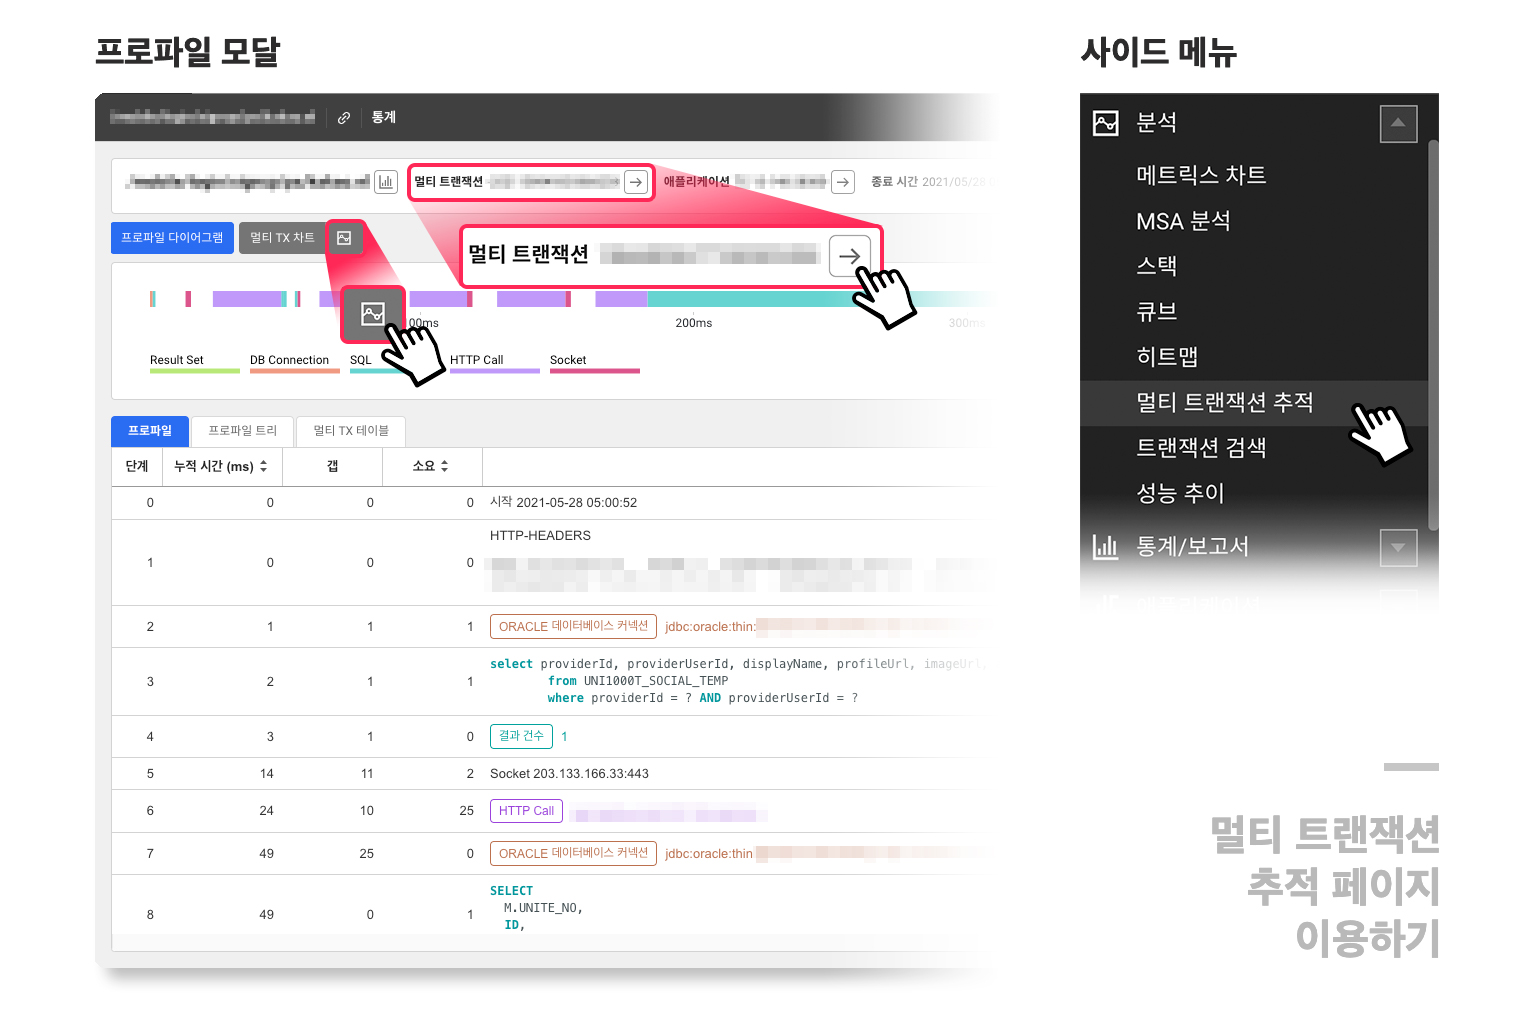 프로파일 모달
통계
멀티 트랜잭션
애플리케이션
종료 시간 2021/05/28
프로파일 다이어그램
멀티 TX 차트
멀티 트랜잭션
00ms
200ms
300ms
Result Set
DB Connection
SQL
HTTP Call
Socket
프로파일
프로파일 트리
멀티 TX 테이블
단계 누적 시간 (ms) 갭 소요
0 0 0 0 시작 2021-05-28 05:00:52
HTTP-HEADERS
1 0 0 0
2 1 1 1 ORACLE 데이터베이스 커넥션 jdbc:oracle:thin:
select providerId, providerUserId, displayName, profileUrl, imageUrl,
3 2 1 1 from UNI1000T_SOCIAL_TEMP
where providerId = ? AND providerUserId = ?
4 3 1 0 결과 건수 1
5 14 11 2 Socket 203.133.166.33:443
6 24 10 25 HTTP Call
7 49 25 0 ORACLE 데이터베이스 커넥션 jdbc:oracle:thin
SELECT
8 49 0 1 M.UNITE_NO,
ID,
사이드 메뉴
분석
메트릭스 차트
MSA 분석
스택
큐브
히트맵
멀티 트랜잭션 추적
트랜잭션 검색
성능 추이
통계/보고서
멀티 트랜잭션
추적 페이지
이용하기